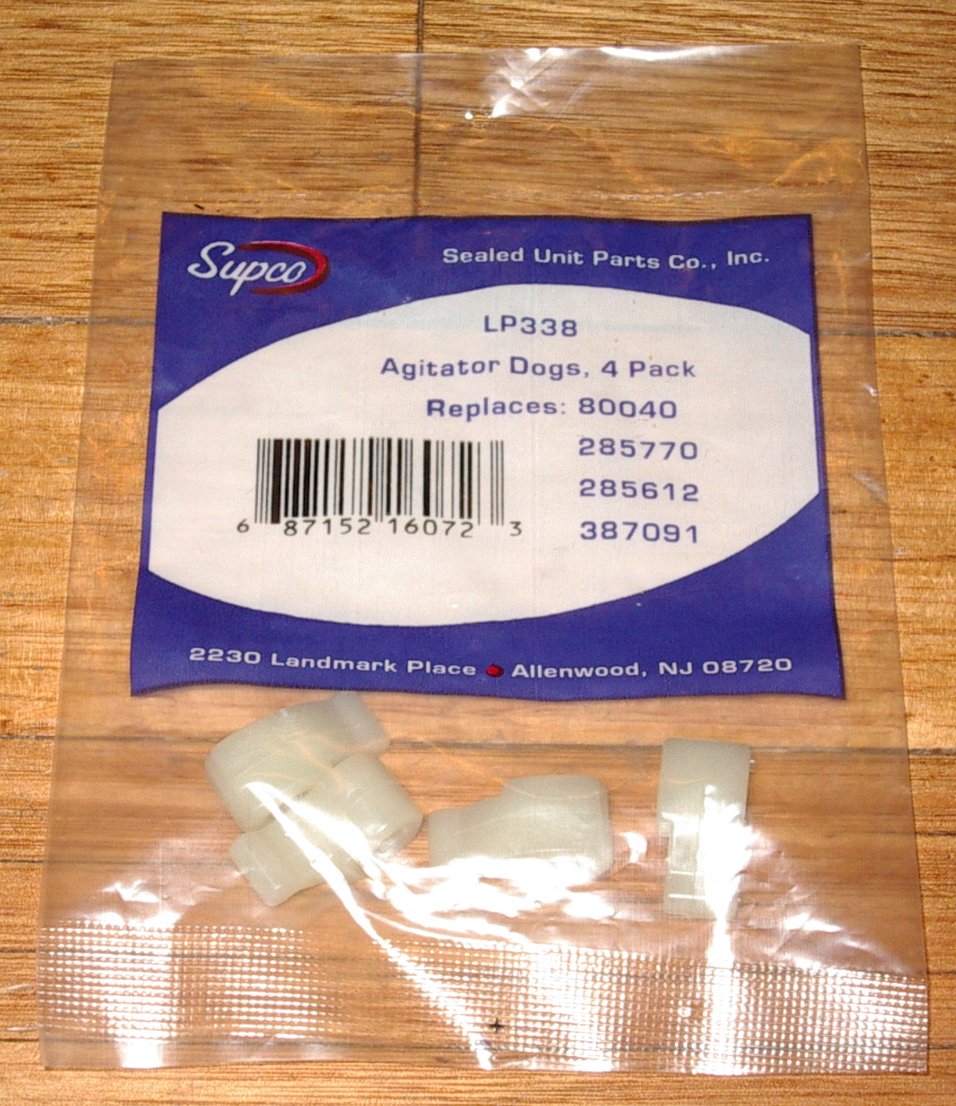 Supco
Sealed Unit Parts Co., Inc.
LP338
Agitator Dogs, 4 Pack
Replaces: 80040
285770
285612
387091
6 87152 16072 3
2230 Landmark Place Allenwood, NJ 08720